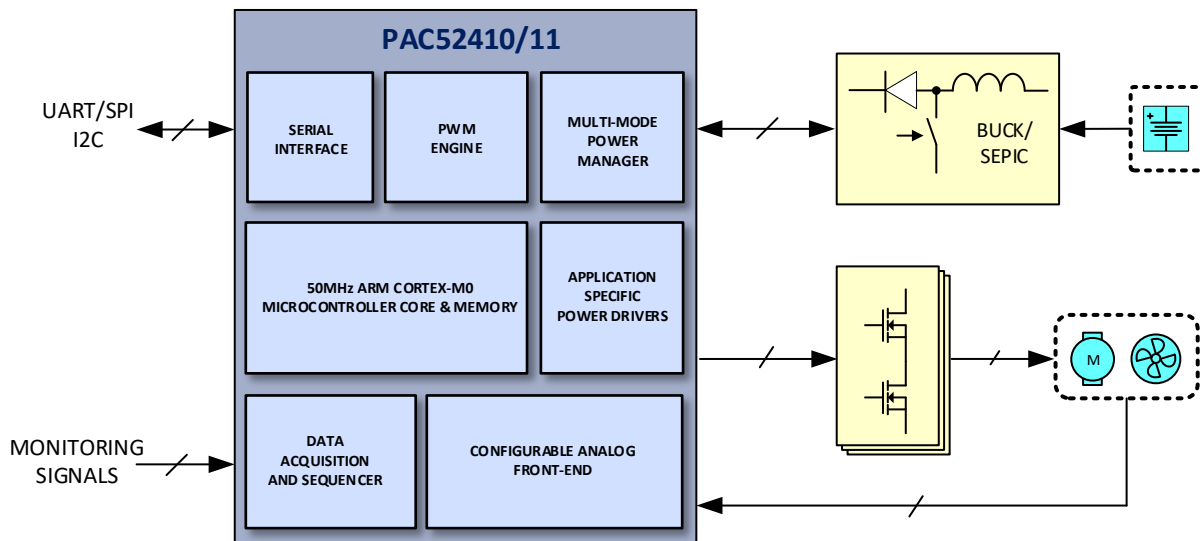 PAC52410/11
UART/SPI
I2C
SERIAL
INTERFACE
PWM
ENGINE
MULTI-MODE
POWER
MANAGER
BUCK/
SEPIC
+
50MHz ARM CORTEX-M0
MICROCONTROLLER CORE & MEMORY
APPLICATION
SPECIFIC
POWER DRIVERS
M
MONITORING
SIGNALS
DATA
ACQUISITION
AND SEQUENCER
CONFIGURABLE ANALOG
FRONT-END